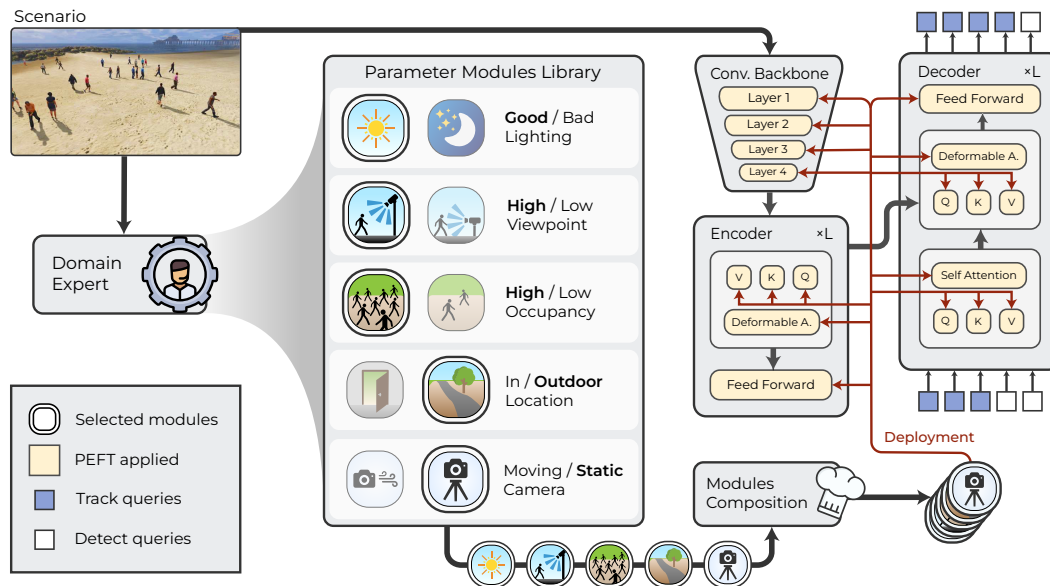 Scenario
Domain
Expert
Parameter Modules Library
Good / Bad
Lighting
High / Low
Viewpoint
High / Low
Occupancy
In / Outdoor
Location
Moving / Static
Camera
Selected modules
PEFT applied
Track queries
Detect queries
Conv. Backbone
Layer 1
Layer 2
Layer 3
Layer 4
Encoder
×L
V
K
Q
Deformable A.
Feed Forward
Decoder
×L
Feed Forward
Deformable A.
Q
K
V
Self Attention
Q
K
V
Deployment
Modules
Composition